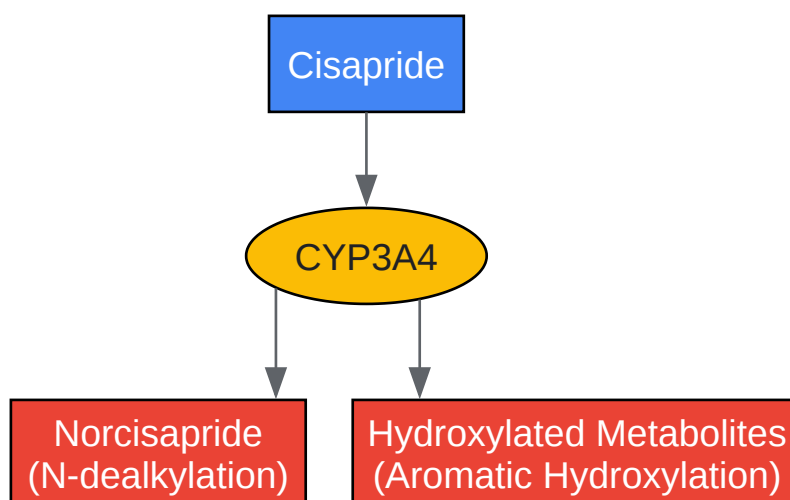 Cisapride
CYP3A4
Norcisapride
(N-dealkylation)
Hydroxylated Metabolites
(Aromatic Hydroxylation)